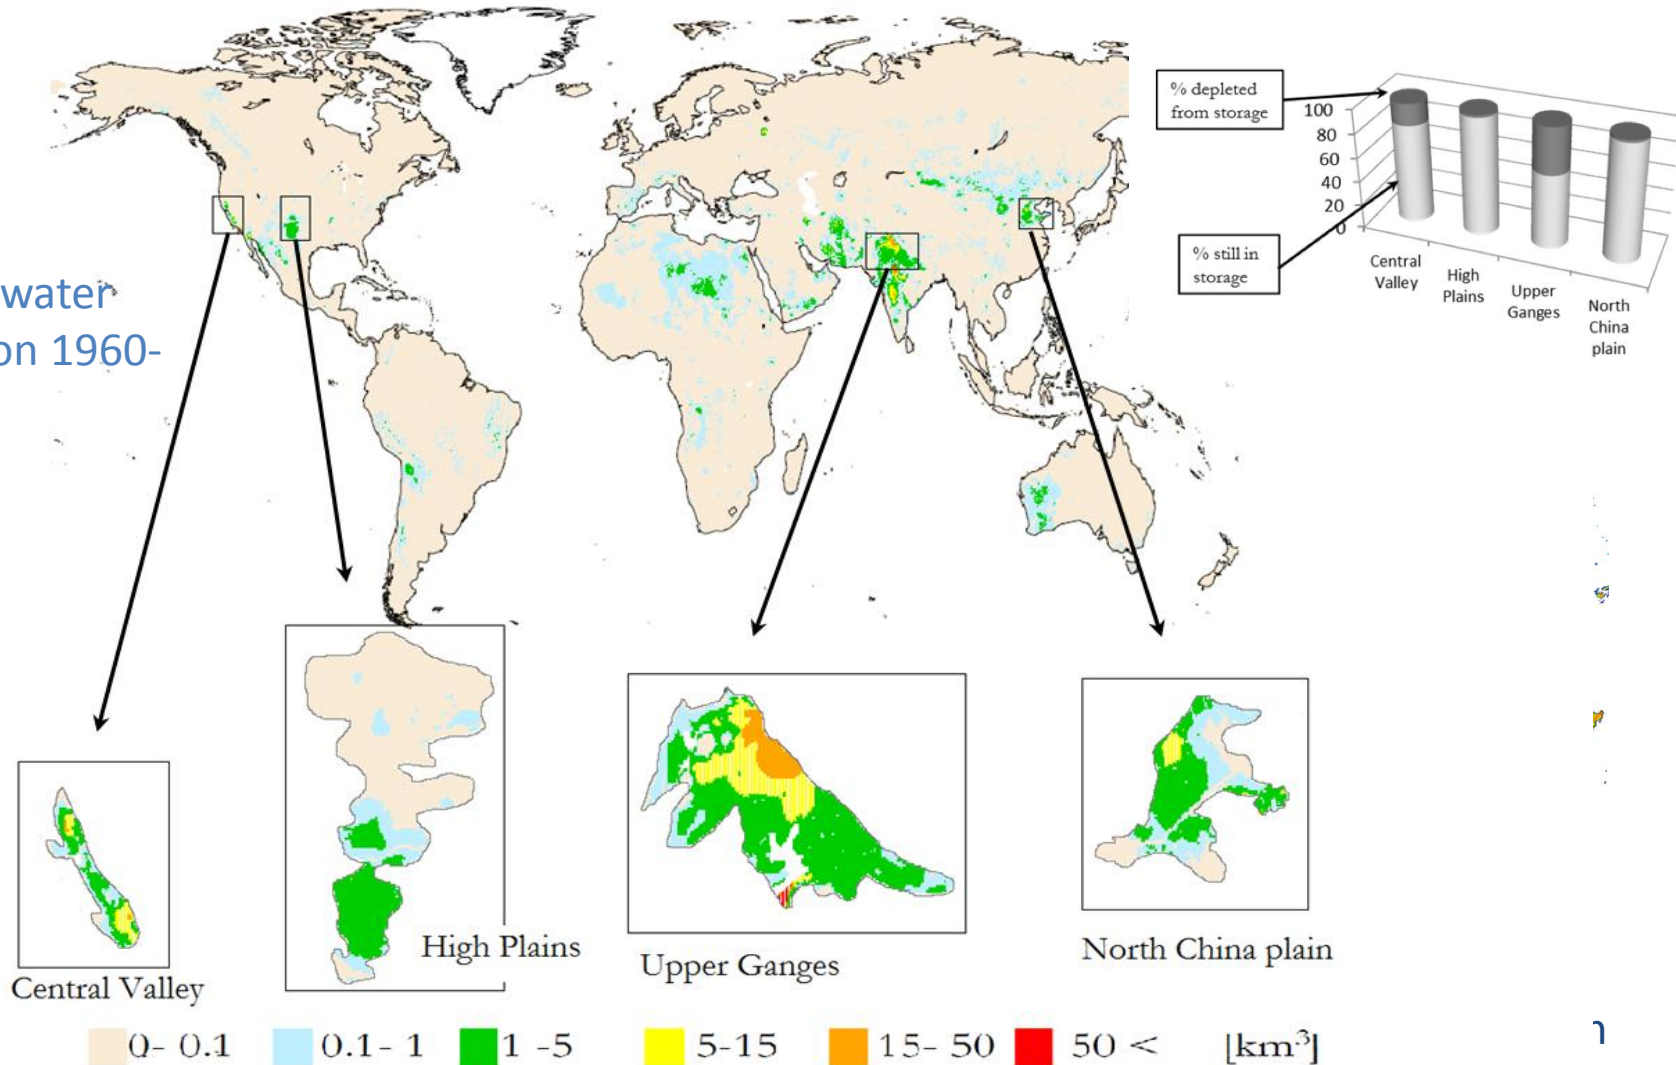 water
on 1960-
% depleted
from storage
% still in
storage
100
80
60
40
20
0
Central
Valley
High
Plains
Upper
Ganges
North
China
plain
Central Valley
High Plains
Upper Ganges
North China plain
0- 0.1
0.1- 1
1 -5
5-15
15- 50
50 <
[km³]